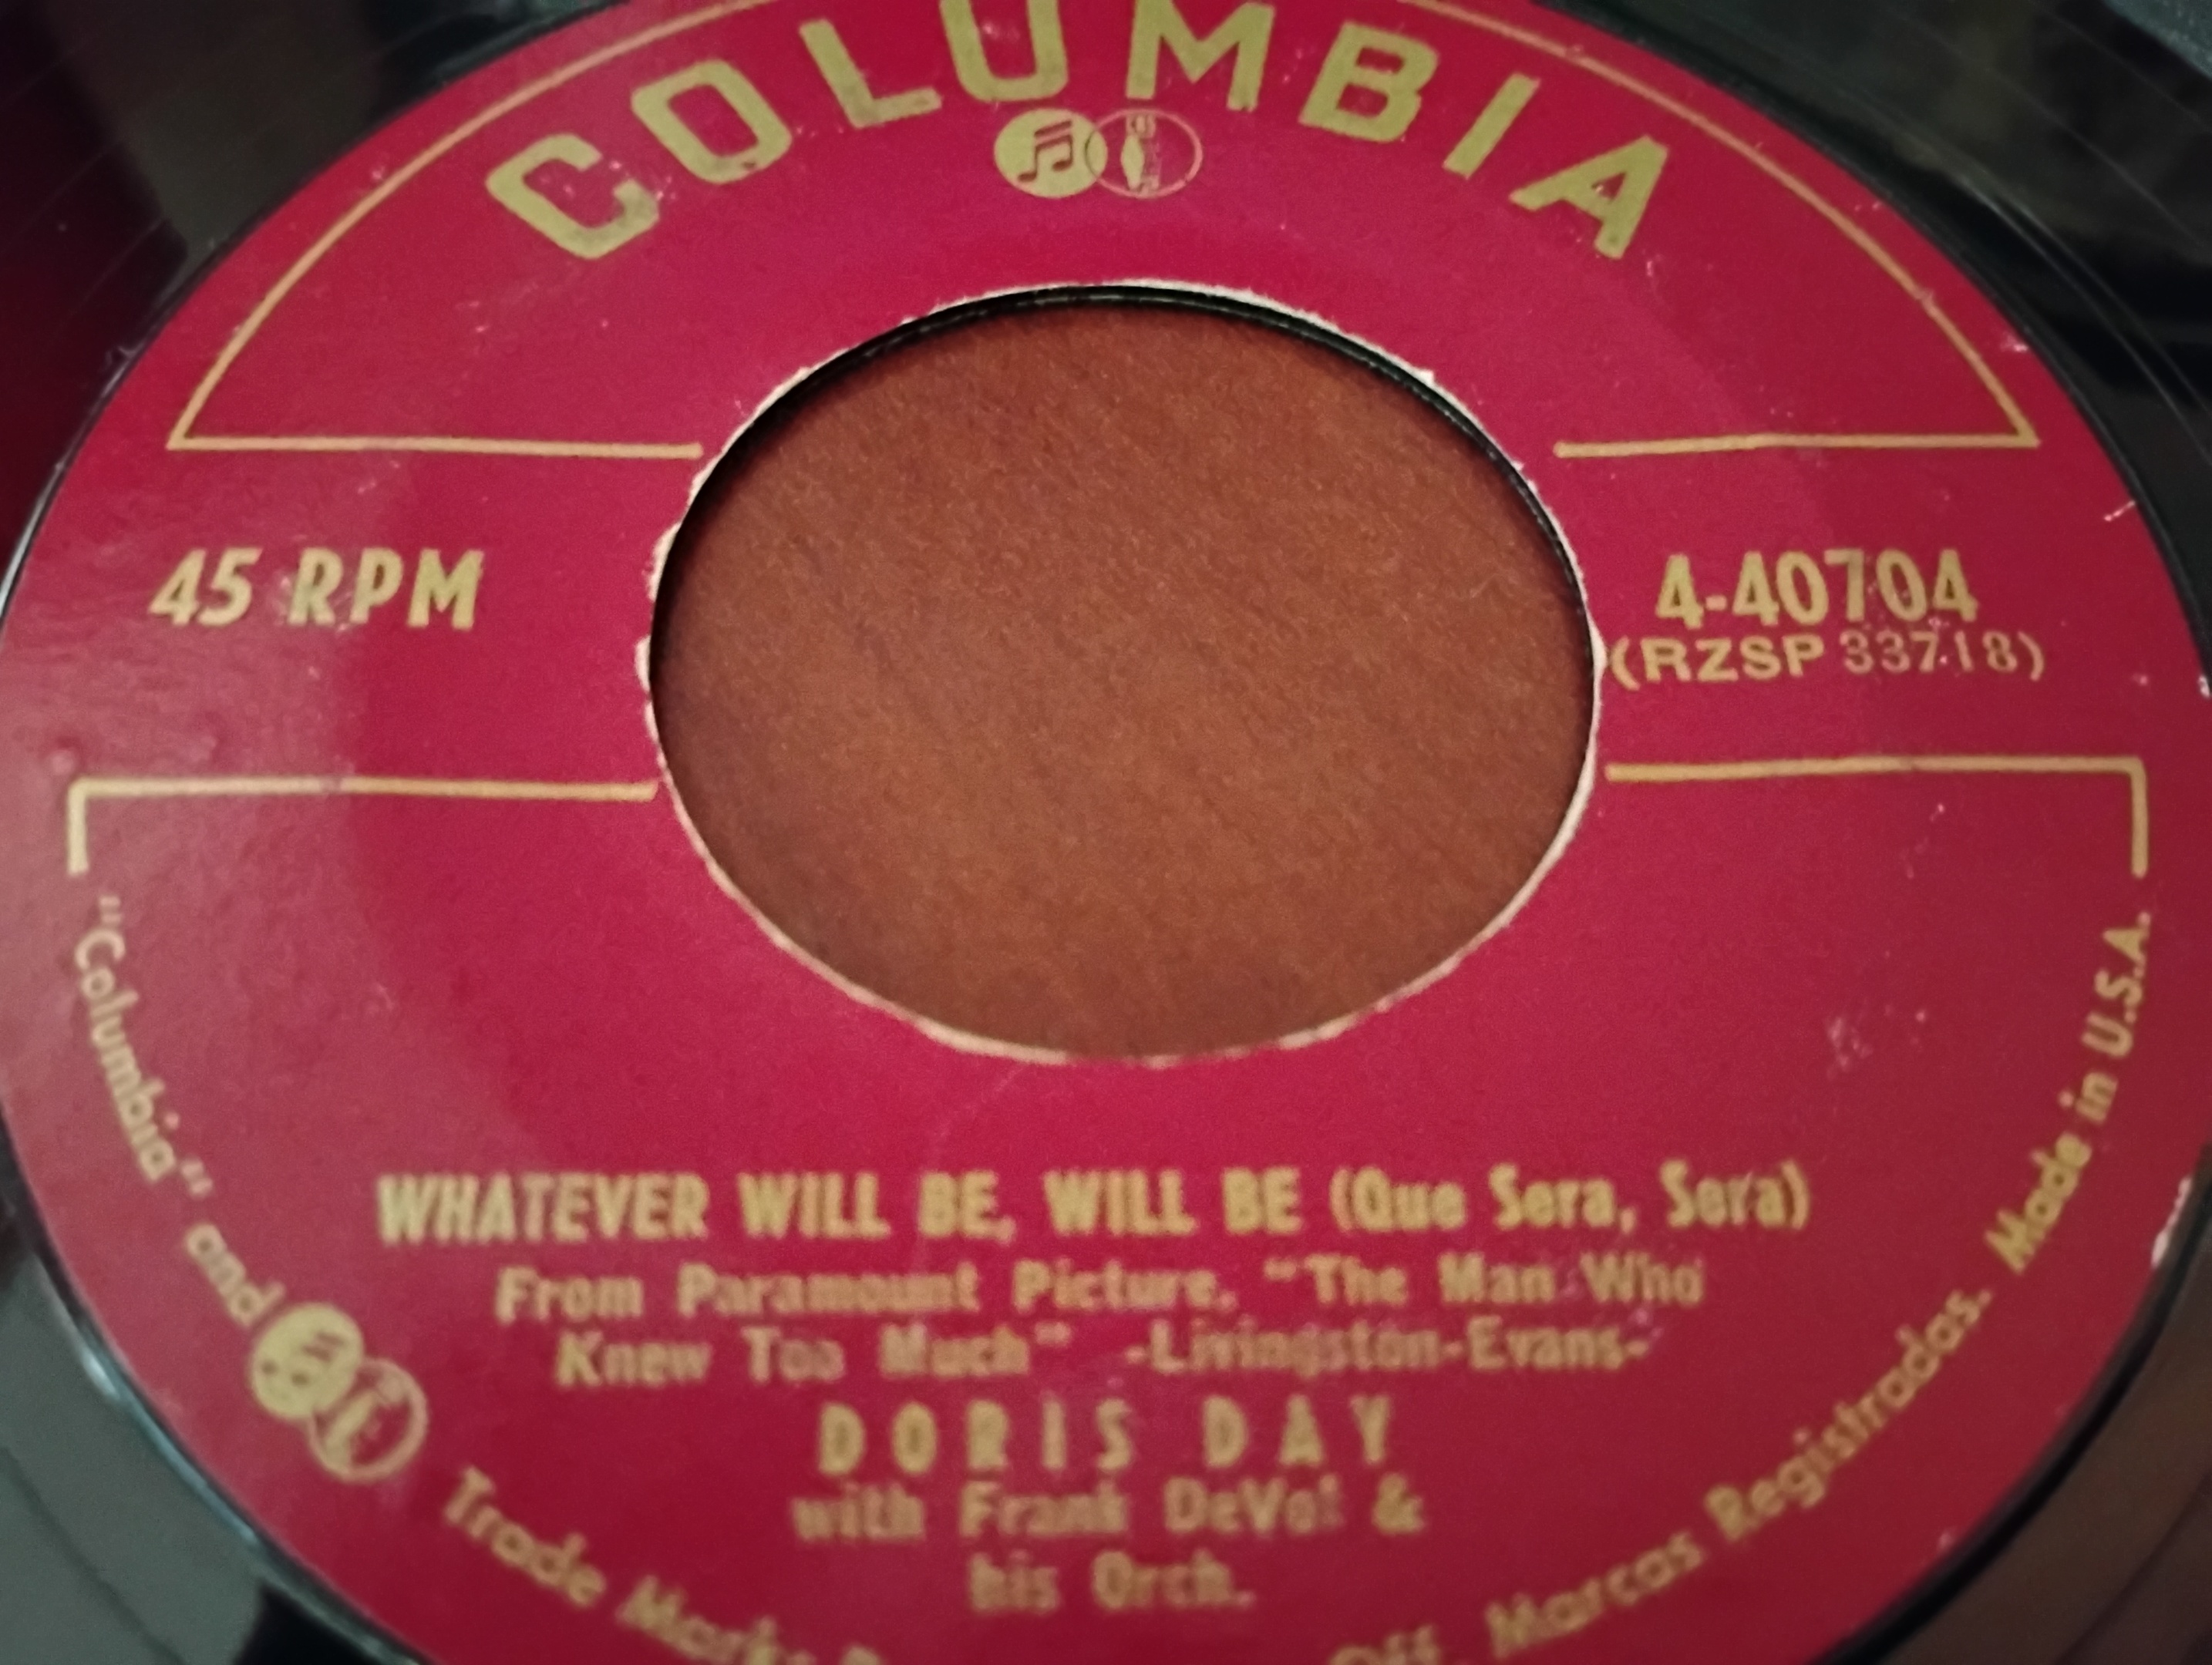 COLUMBIA
45 RPM
4-40704
(RZSP 33718)
WHATEVER WILL BE, WILL BE (Que Sera, Sera)
From Paramount Picture, "The Man Who
Knew Too Much" -Livingston-Evans-
DORIS DAY
with Frank DeVol &
his Orch.
"Columbia" and Trade Marks Off. Marcas Registradas. Made in U.S.A.